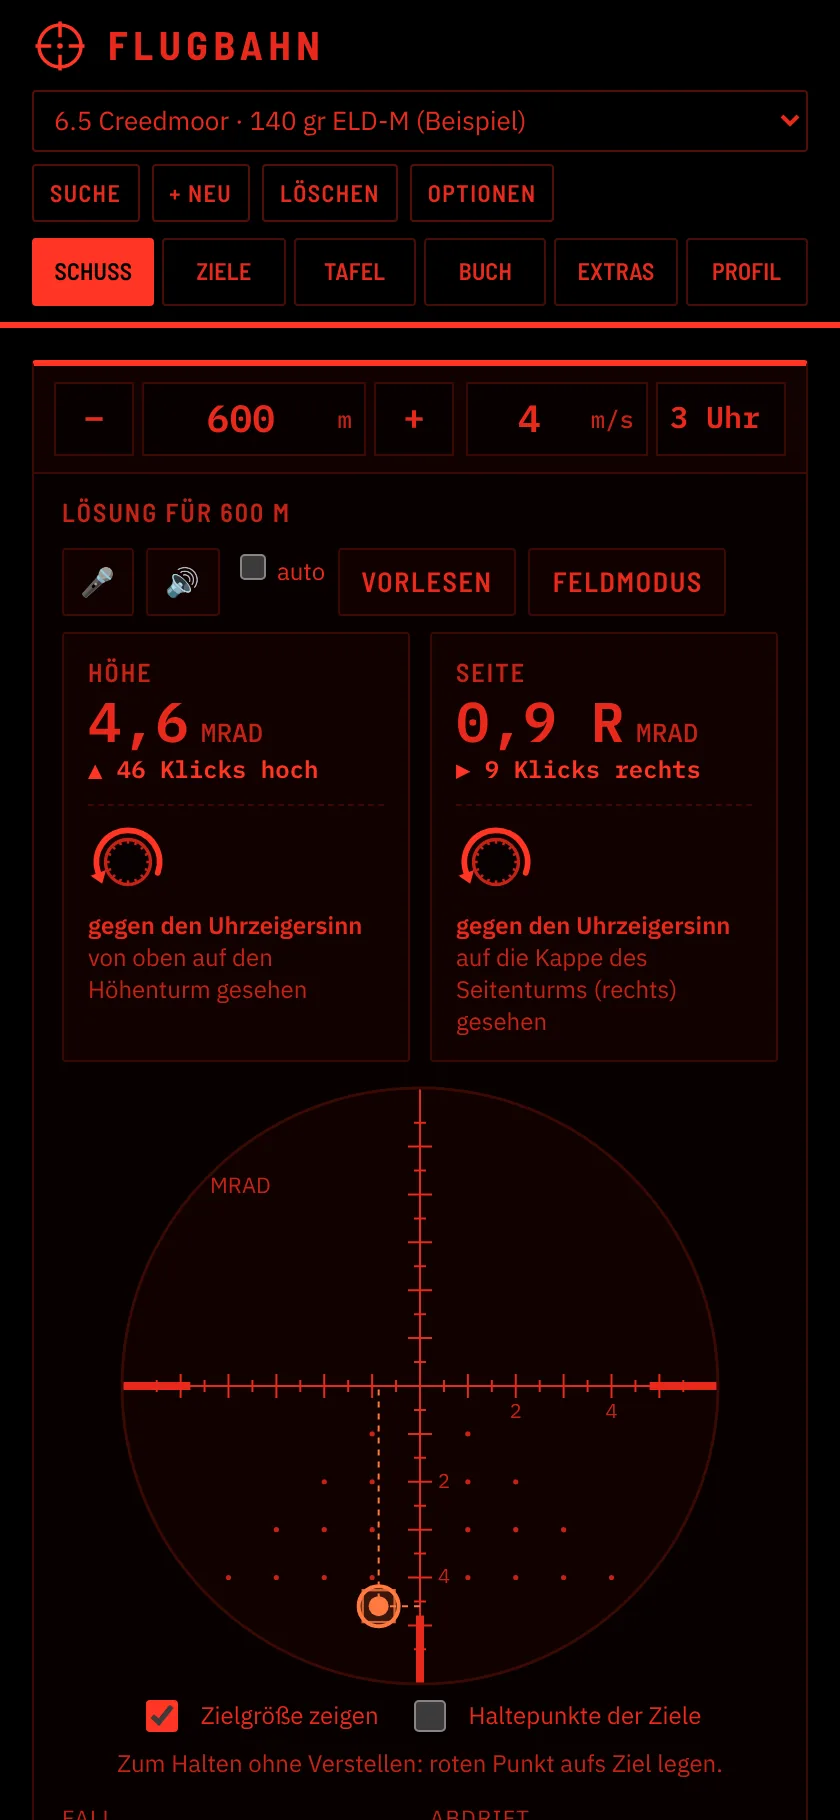 FLUGBAHN
6.5 Creedmoor · 140 gr ELD-M (Beispiel)
SUCHE + NEU LÖSCHEN OPTIONEN
SCHUSS ZIELE TAFEL BUCH EXTRAS PROFIL
− 600 m + 4 m/s 3 Uhr
LÖSUNG FÜR 600 M
auto VORLESEN FELDMODUS
HÖHE
4,6 MRAD
▲ 46 Klicks hoch
gegen den Uhrzeigersinn
von oben auf den
Höhenturm gesehen
SEITE
0,9 R MRAD
▶ 9 Klicks rechts
gegen den Uhrzeigersinn
auf die Kappe des
Seitenturms (rechts)
gesehen
MRAD
2 4
2
4
Zielgröße zeigen Haltepunkte der Ziele
Zum Halten ohne Verstellen: roten Punkt aufs Ziel legen.
FALL ABDRIFT